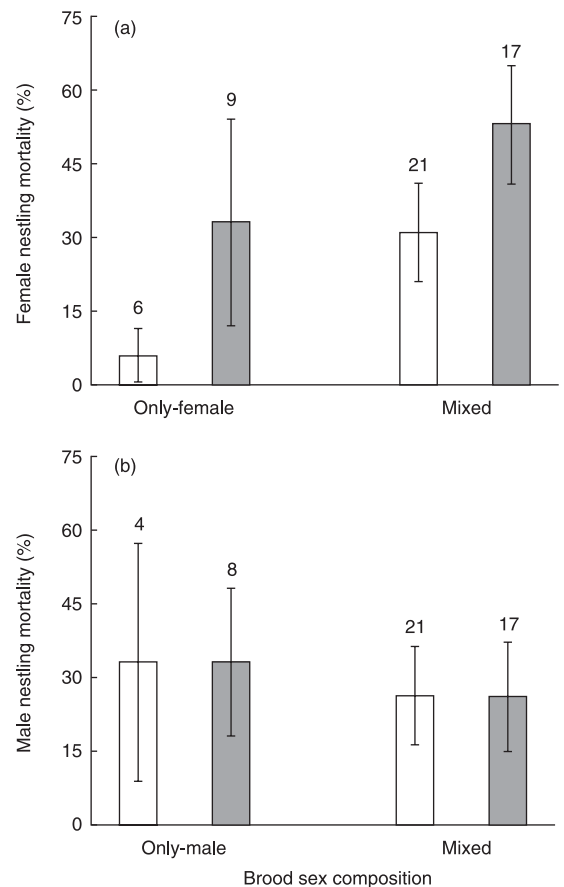 (a)
Female nestling mortality (%)
75
60
45
30
15
0
6
9
21
17
Only-female
Mixed
(b)
Male nestling mortality (%)
75
60
45
30
15
0
4
8
21
17
Only-male
Mixed
Brood sex composition